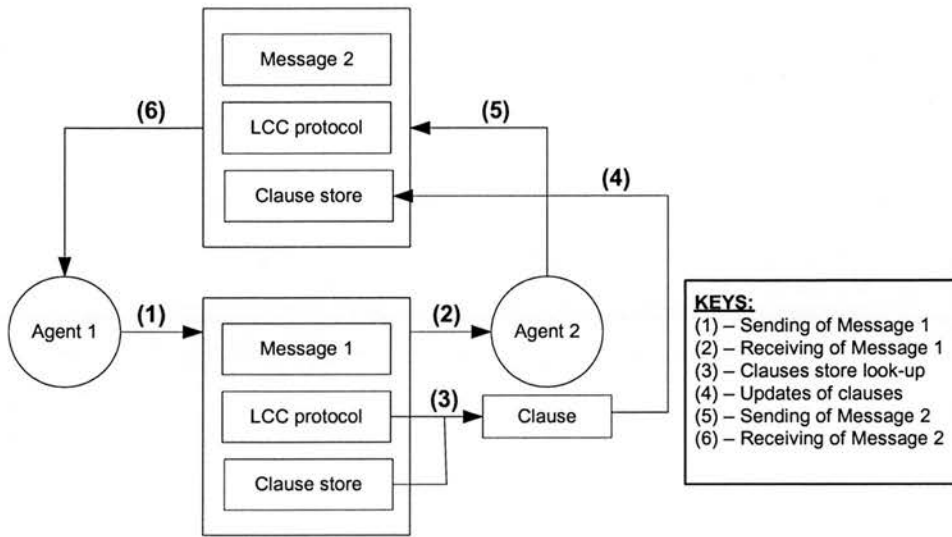 Message 2
(6)
LCC protocol
(5)
Clause store
(4)
Agent 1
(1)
(2)
Agent 2
Message 1
LCC protocol
(3)
Clause
Clause store
KEYS:
(1) – Sending of Message 1
(2) – Receiving of Message 1
(3) – Clauses store look-up
(4) – Updates of clauses
(5) – Sending of Message 2
(6) – Receiving of Message 2